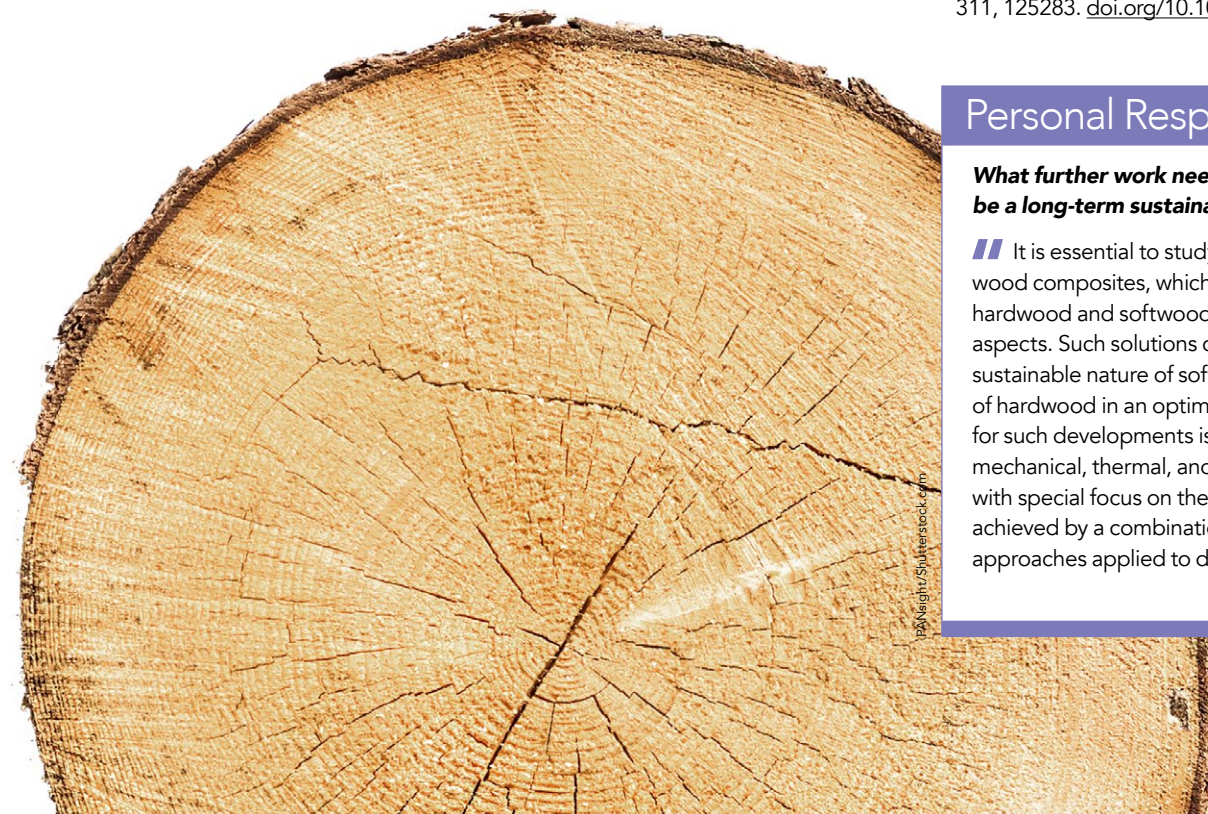 311, 125283. doi.org/10.10
Personal Resp
What further work nee
be a long-term sustaina
It is essential to study
wood composites, which
hardwood and softwood
aspects. Such solutions c
sustainable nature of sof
of hardwood in an optim
for such developments is
mechanical, thermal, and
with special focus on the
achieved by a combinatio
approaches applied to d
PANsight/Shutterstock.com